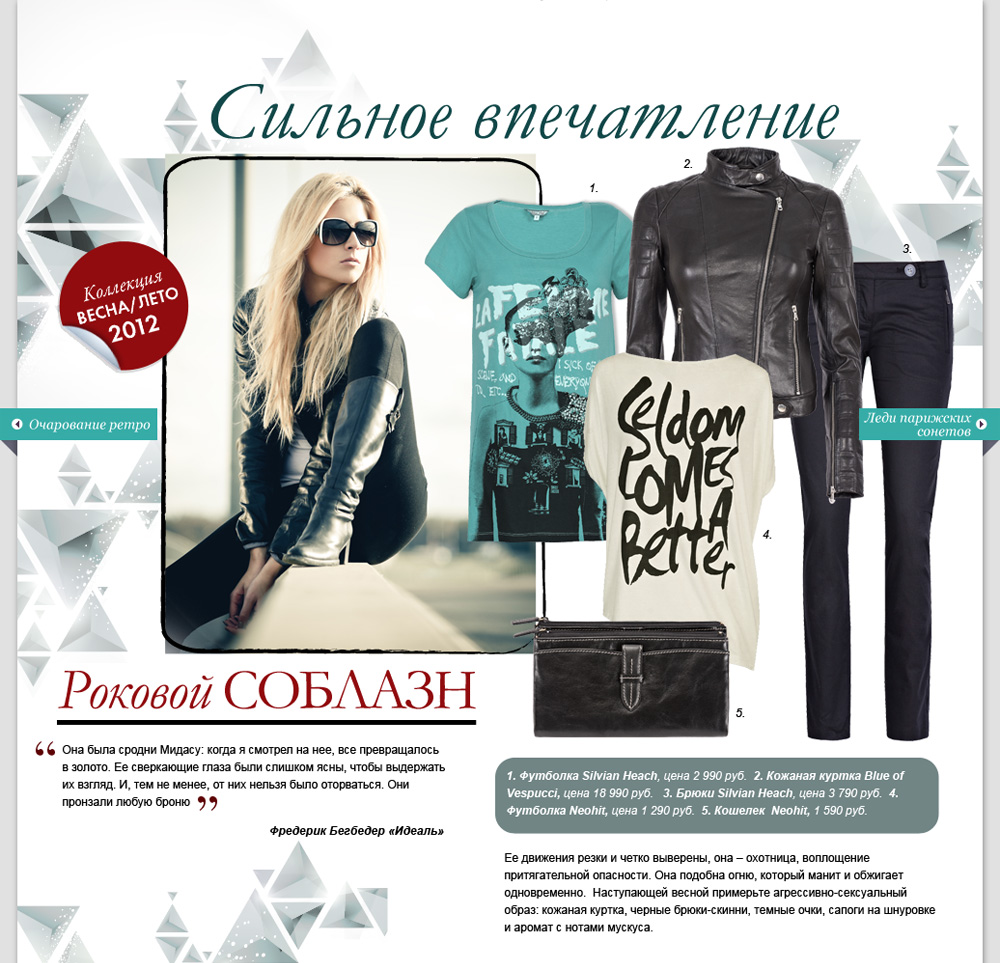 Сильное впечатление
1.
2.
3.
Коллекция
ВЕСНА/ЛЕТО
2012
Очарование ретро
Леди парижских
сонетов
LA FEMME
FATALE
I SICK OF
EVERYONE
Seldom
COMES
A
Better
4.
5.
Роковой СОБЛАЗН
“ Она была сродни Мидасу: когда я смотрел на нее, все превращалось
в золото. Ее сверкающие глаза были слишком ясны, чтобы выдержать
их взгляд. И, тем не менее, от них нельзя было оторваться. Они
пронзали любую броню ”
Фредерик Бегбедер «Идеаль»
1. Футболка Silvian Heach, цена 2 990 руб. 2. Кожаная куртка Blue of
Vespucci, цена 18 990 руб. 3. Брюки Silvian Heach, цена 3 790 руб. 4.
Футболка Neohit, цена 1 290 руб. 5. Кошелек Neohit, 1 590 руб.
Ее движения резки и четко выверены, она – охотница, воплощение
притягательной опасности. Она подобна огню, который манит и обжигает
одновременно. Наступающей весной примерьте агрессивно-сексуальный
образ: кожаная куртка, черные брюки-скинни, темные очки, сапоги на шнуровке
и аромат с нотами мускуса.